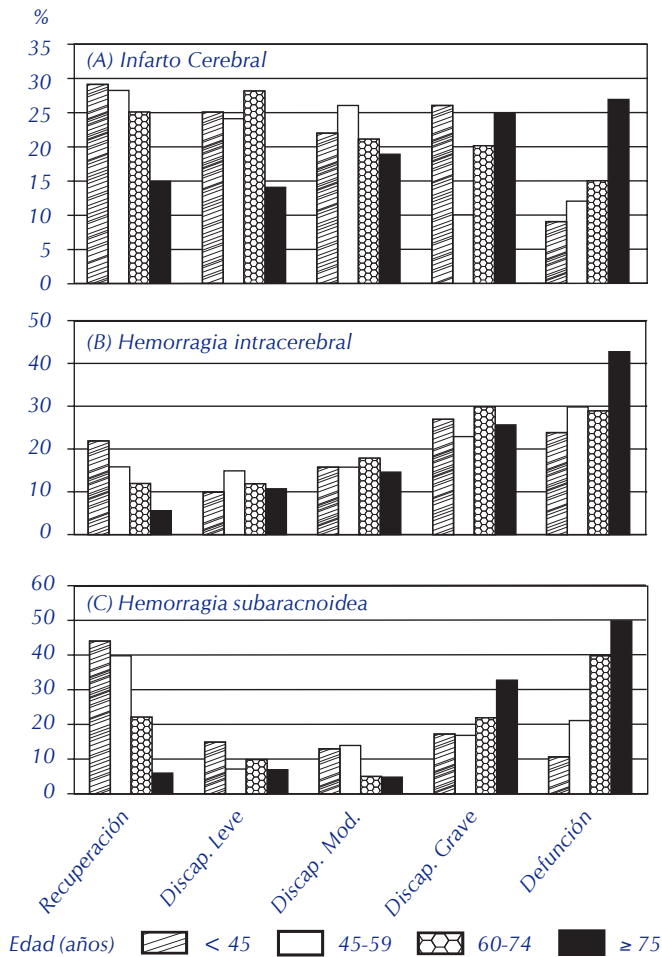 %
(A) Infarto Cerebral
35
30
25
20
15
10
5
0
(B) Hemorragia intracerebral
50
40
30
20
10
0
(C) Hemorragia subaracnoidea
60
50
40
30
20
10
0
Recuperación
Discap. Leve
Discap. Mod.
Discap. Grave
Defunción
Edad (años) < 45 45-59 60-74 ≥ 75